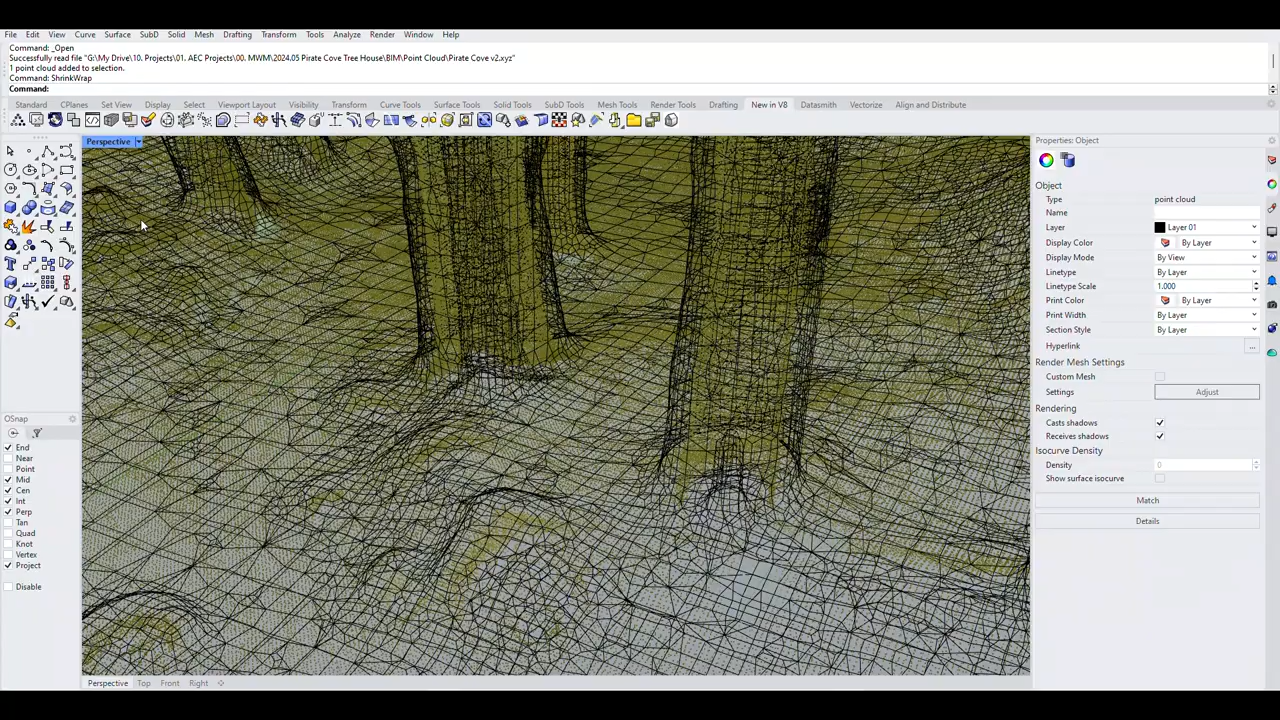 File Edit View Curve Surface SubD Solid Mesh Drafting Transform Tools Analyze Render Window Help
Command: _Open
Successfully read file "G:\My Drive\10. Projects\01. AEC Projects\00. MWM\2024.05 Pirate Cove Tree House\BIM\Point Cloud\Pirate Cove v2.xyz"
1 point cloud added to selection.
Command: ShrinkWrap
Command:
Standard CPlanes Set View Display Select Viewport Layout Visibility Transform Curve Tools Surface Tools Solid Tools SubD Tools Mesh Tools Render Tools Drafting New in V8 Datasmith Vectorize Align and Distribute
Perspective
Properties: Object
Object
Type point cloud
Name
Layer Layer 01
Display Color By Layer
Display Mode By View
Linetype By Layer
Linetype Scale 1.000
Print Color By Layer
Print Width By Layer
Section Style By Layer
Hyperlink ...
Render Mesh Settings
Custom Mesh
Settings Adjust
Rendering
Casts shadows
Receives shadows
Isocurve Density
Density 0
Show surface isocurve
Match
Details
OSnap
End
Near
Point
Mid
Cen
Int
Perp
Tan
Quad
Knot
Vertex
Project
Disable
Perspective Top Front Right